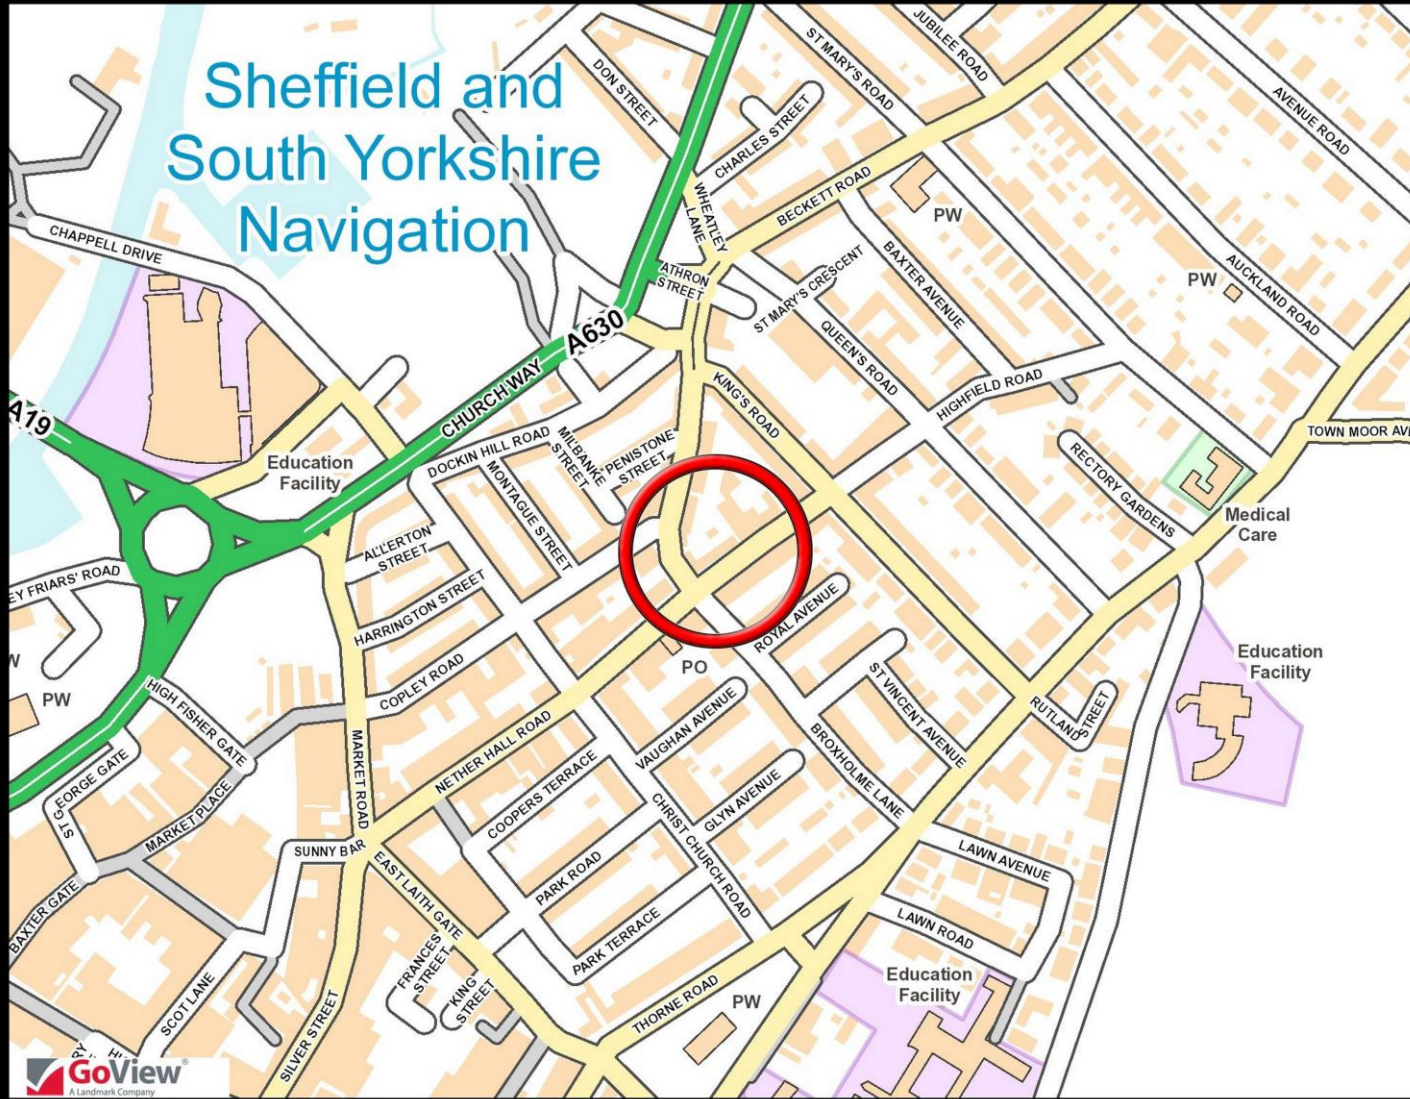 Sheffield and
South Yorkshire
Navigation
JUBILEE ROAD
ST MARY'S ROAD
DON STREET
AVENUE ROAD
CHARLES STREET
BECKETT ROAD
WHEATLEY
LANE
PW
CHAPPELL DRIVE
BAXTER AVENUE
AUCKLAND ROAD
PW
ATHRON
STREET
ST MARY'S CRESCENT
A630
QUEEN'S ROAD
CHURCH WAY
KING'S ROAD
HIGHFIELD ROAD
A19
DOCKIN HILL ROAD
MILBANKE
STREET
PENISTONE
STREET
TOWN MOOR AV
Education
Facility
MONTAGUE STREET
RECTORY GARDENS
Medical
Care
ALLERTON
STREET
EY FRIARS' ROAD
HARRINGTON STREET
ROYAL AVENUE
PO
Education
Facility
W
PW
COPLEY ROAD
ST VINCENT AVENUE
RUTLAND
STREET
HIGH FISHER GATE
VAUGHAN AVENUE
BROXHOLME LANE
MARKET ROAD
NETHER HALL ROAD
ST GEORGE GATE
MARKET PLACE
COOPERS TERRACE
GLYN AVENUE
CHRIST CHURCH ROAD
SUNNY BAR
EAST LAITH GATE
PARK ROAD
LAWN AVENUE
BAXTER GATE
PARK TERRACE
LAWN ROAD
FRANCES
STREET
KING
STREET
Education
Facility
SCOT LANE
THORNE ROAD
PW
SILVER STREET
GoView®
A Landmark Company